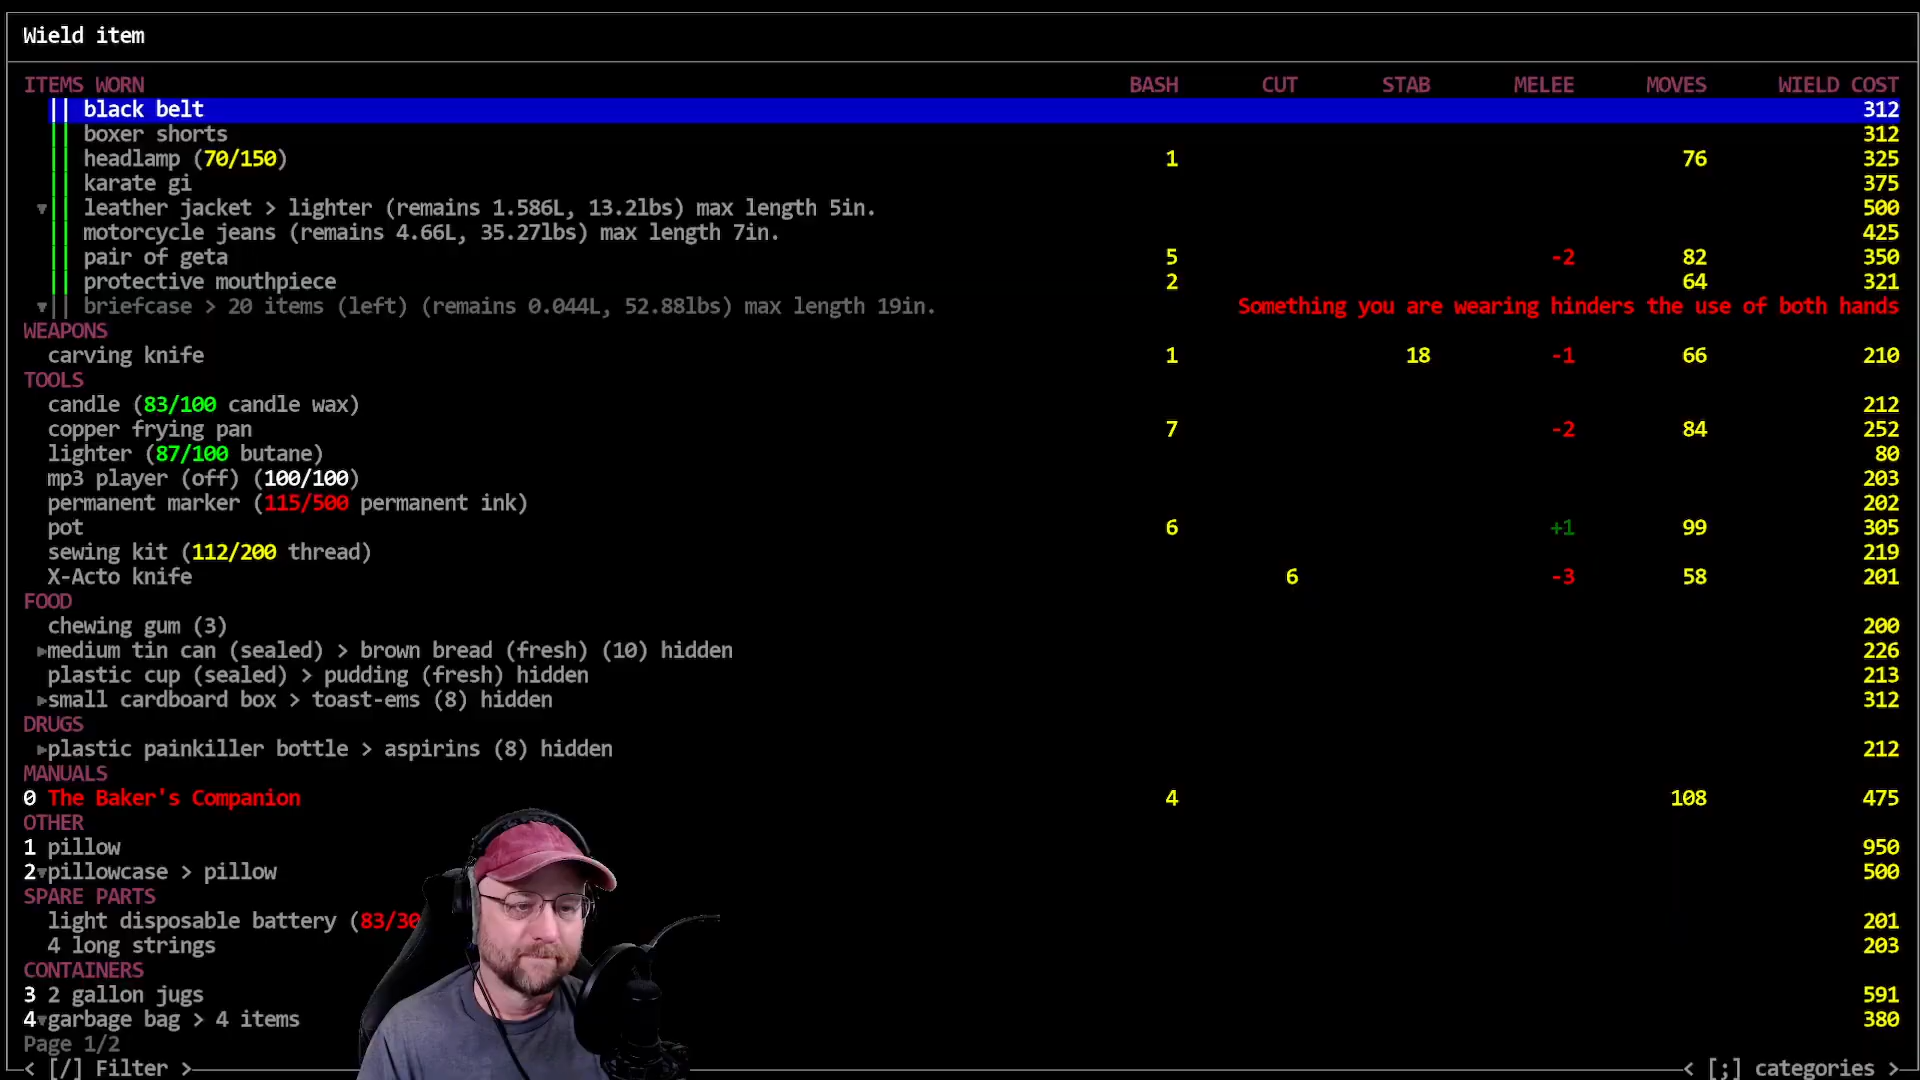 Wield item
ITEMS WORN BASH CUT STAB MELEE MOVES WIELD COST
black belt 312
boxer shorts 312
headlamp (70/150) 1 76 325
karate gi 375
leather jacket > lighter (remains 1.586L, 13.2lbs) max length 5in. 500
motorcycle jeans (remains 4.66L, 35.27lbs) max length 7in. 425
pair of geta 5 -2 82 350
protective mouthpiece 2 64 321
briefcase > 20 items (left) (remains 0.044L, 52.88lbs) max length 19in. Something you are wearing hinders the use of both hands
WEAPONS
carving knife 1 18 -1 66 210
TOOLS
candle (83/100 candle wax) 212
copper frying pan 7 -2 84 252
lighter (87/100 butane) 80
mp3 player (off) (100/100) 203
permanent marker (115/500 permanent ink) 202
pot 6 +1 99 305
sewing kit (112/200 thread) 219
X-Acto knife 6 -3 58 201
FOOD
chewing gum (3) 200
medium tin can (sealed) > brown bread (fresh) (10) hidden 226
plastic cup (sealed) > pudding (fresh) hidden 213
small cardboard box > toast-ems (8) hidden 312
DRUGS
plastic painkiller bottle > aspirins (8) hidden 212
MANUALS
0 The Baker's Companion 4 108 475
OTHER
1 pillow 950
2 pillowcase > pillow 500
SPARE PARTS
light disposable battery (83/30 201
4 long strings 203
CONTAINERS
3 2 gallon jugs 591
4 garbage bag > 4 items 380
Page 1/2
< [/] Filter > < [;] categories >